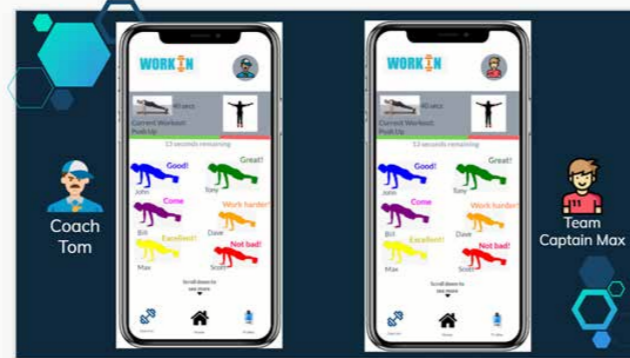 WORKIN
40 secs
Current Workout:
Push Up
13 seconds remaining
Good!
Great!
John
Tony
Come
Work harder!
Bill
Dave
Excellent!
Not bad!
Max
Scott
Scroll down to
see more
Home
Coach
Tom
WORKIN
40 secs
Current Workout:
Push Up
13 seconds remaining
Good!
Great!
John
Tony
Come
Work harder!
Bill
Dave
Excellent!
Not bad!
Max
Scott
Scroll down to
see more
Home
11
Team
Captain Max